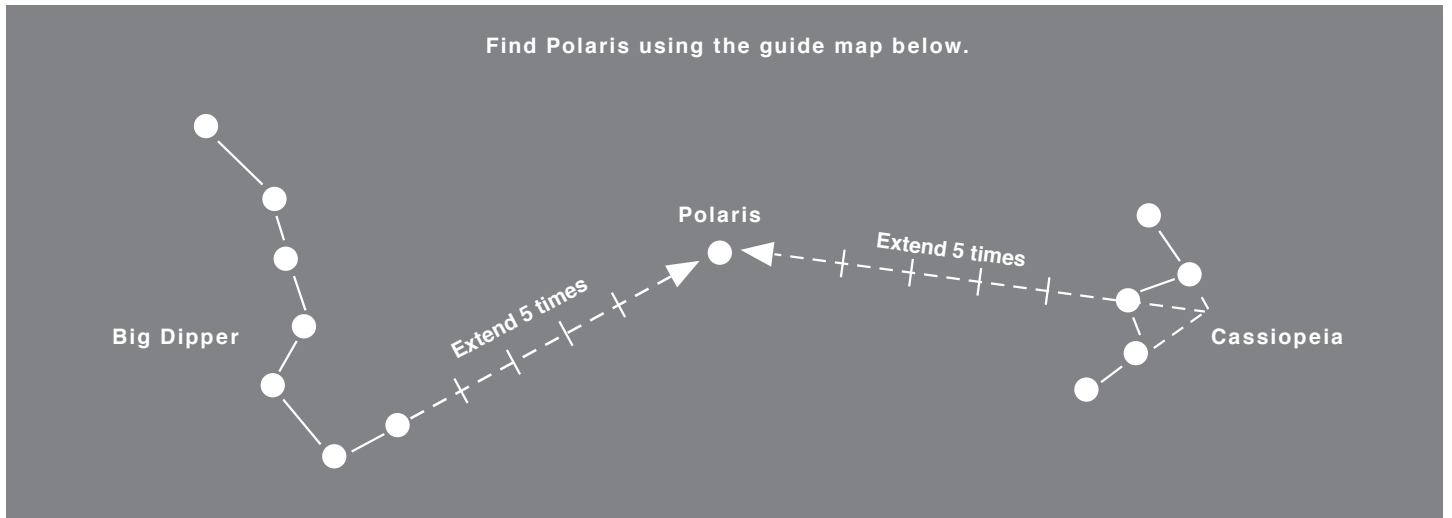 Find Polaris using the guide map below.
Polaris
Extend 5 times
Extend 5 times
Big Dipper
Cassiopeia